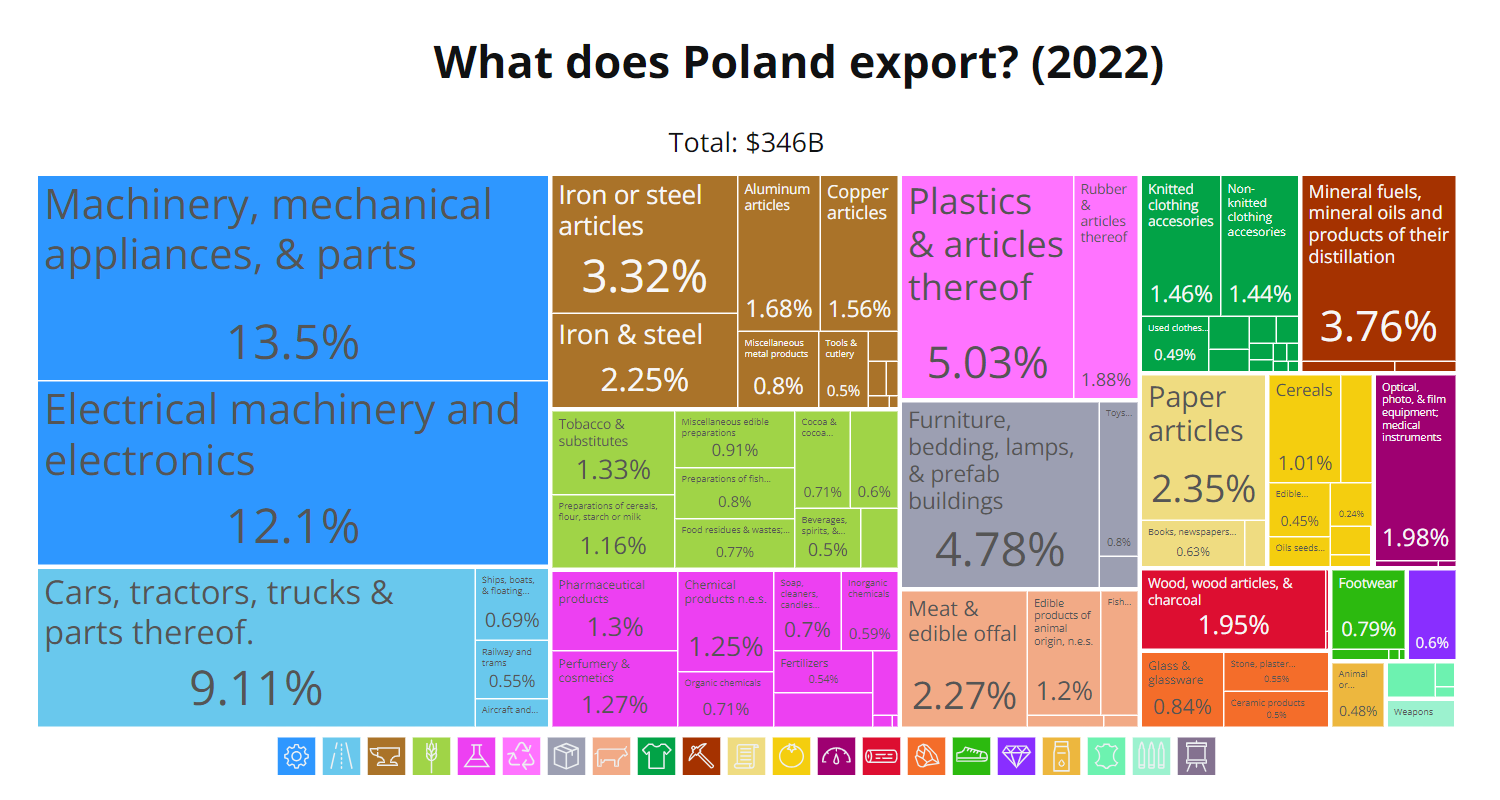 What does Poland export? (2022)
Total: $346B
Machinery, mechanical
appliances, & parts
13.5%
Electrical machinery and
electronics
12.1%
Cars, tractors, trucks &
parts thereof.
9.11%
Ships, boats,
& floating...
0.69%
Railway and
trams
0.55%
Aircraft and...
Iron or steel
articles
3.32%
Iron & steel
2.25%
Aluminum
articles
1.68%
Copper
articles
1.56%
Miscellaneous
metal products
0.8%
Tools &
cutlery
0.5%
Tobacco &
substitutes
1.33%
Preparations of cereals,
flour, starch or milk
1.16%
Miscellaneous edible
preparations
0.91%
Preparations of fish...
0.8%
Food residues & wastes;...
0.77%
Cocoa &
cocoa...
0.71%
0.6%
Beverages,
spirits, &...
0.5%
Pharmaceutical
products
1.3%
Perfumery &
cosmetics
1.27%
Chemical
products n.e.s.
1.25%
Organic chemicals
0.71%
Soap,
cleaners,
candles...
0.7%
Inorganic
chemicals
0.59%
Fertilizers
0.54%
Plastics
& articles
thereof
5.03%
Rubber
&
articles
thereof
1.88%
Furniture,
bedding, lamps,
& prefab
buildings
4.78%
Toys...
0.8%
Meat &
edible offal
2.27%
Edible
products of
animal
origin, n.e.s.
1.2%
Fish...
Knitted
clothing
accesories
1.46%
Non-
knitted
clothing
accesories
1.44%
Used clothes...
0.49%
Mineral fuels,
mineral oils and
products of their
distillation
3.76%
Paper
articles
2.35%
Books, newspapers...
0.63%
Cereals
1.01%
Edible...
0.45%
0.24%
Oils seeds...
Optical,
photo, & film
equipment;
medical
instruments
1.98%
Wood, wood articles, &
charcoal
1.95%
Footwear
0.79%
0.6%
Glass &
glassware
0.84%
Stone, plaster...
0.55%
Ceramic products
0.5%
Animal
or...
0.48%
Weapons